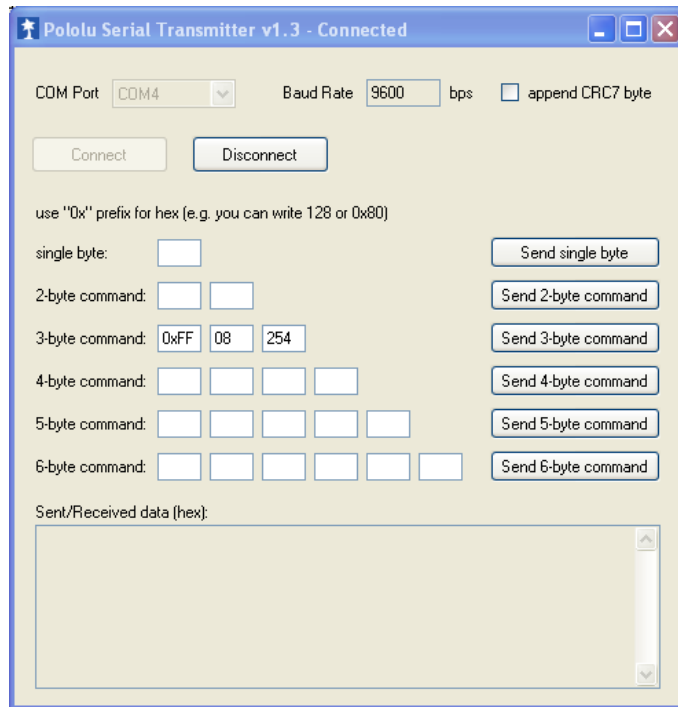 Pololu Serial Transmitter v1.3 - Connected
COM Port COM4 Baud Rate 9600 bps append CRC7 byte
Connect Disconnect
use "0x" prefix for hex (e.g. you can write 128 or 0x80)
single byte: Send single byte
2-byte command: Send 2-byte command
3-byte command: 0xFF 08 254 Send 3-byte command
4-byte command: Send 4-byte command
5-byte command: Send 5-byte command
6-byte command: Send 6-byte command
Sent/Received data (hex):